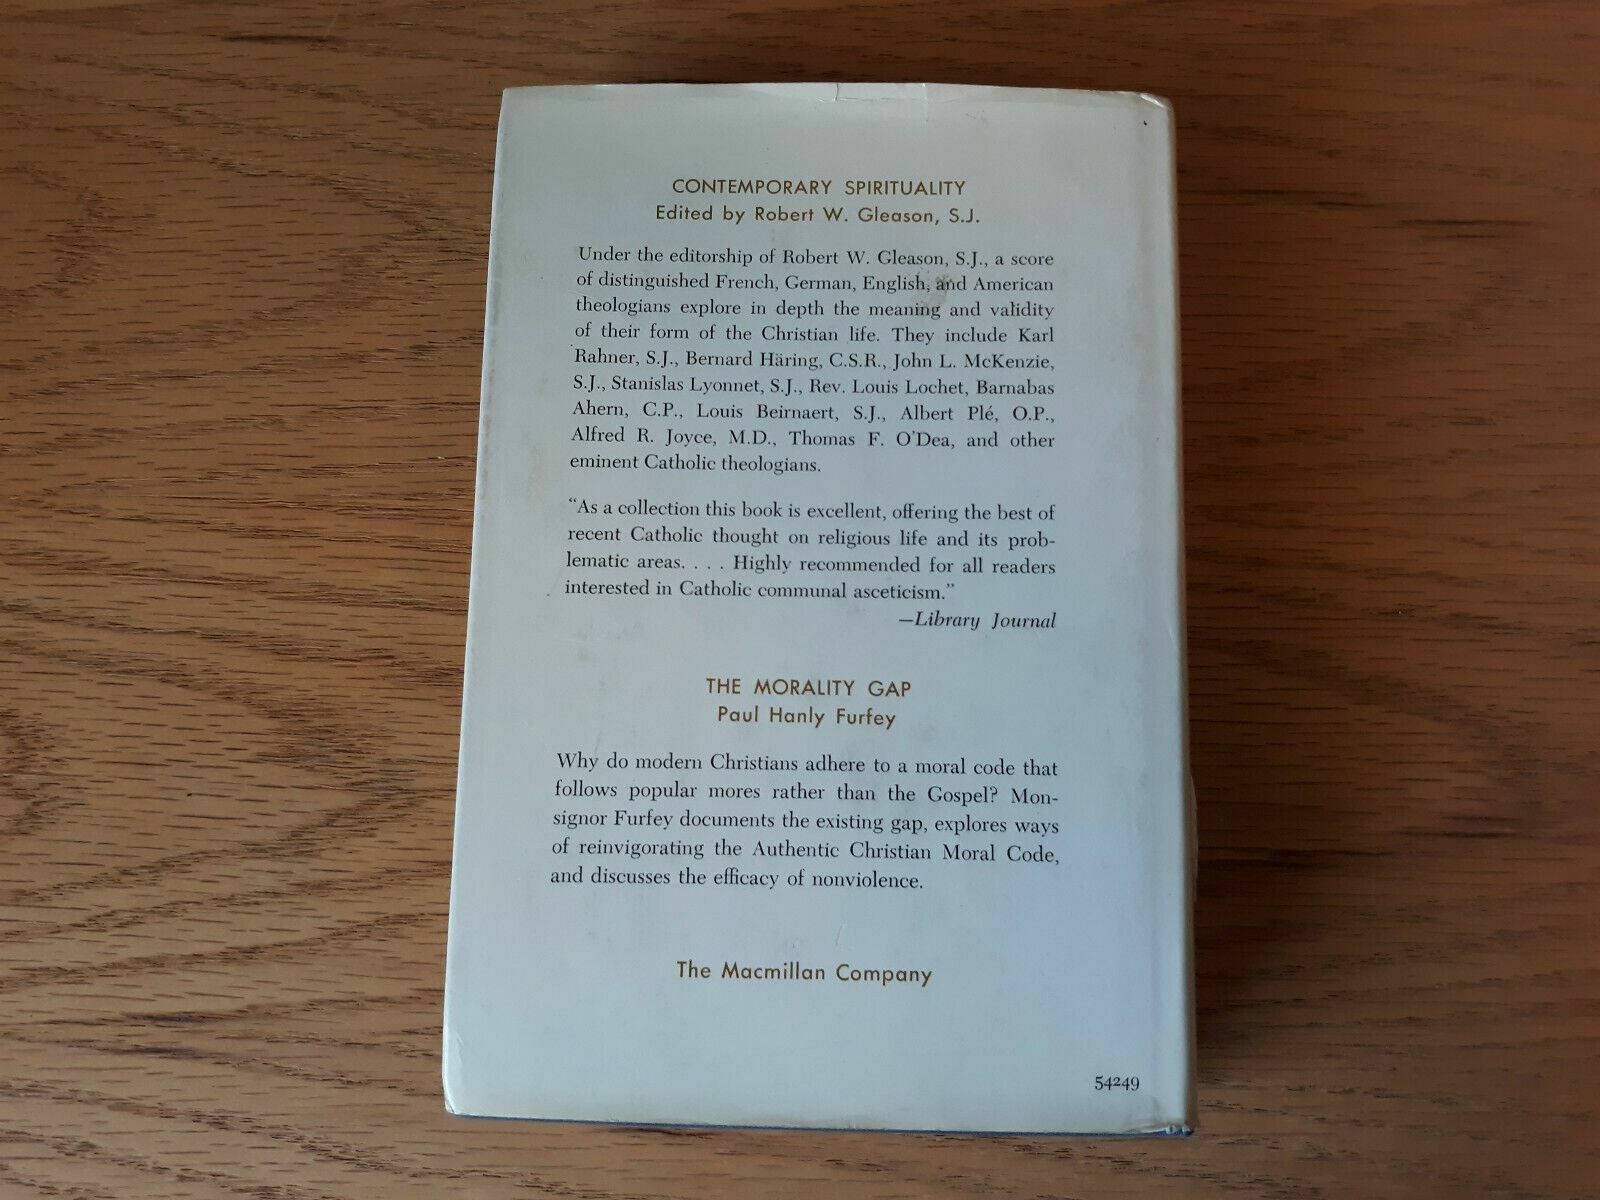 CONTEMPORARY SPIRITUALITY
Edited by Robert W. Gleason, S.J.
Under the editorship of Robert W. Gleason, S.J., a score
of distinguished French, German, English, and American
theologians explore in depth the meaning and validity
of their form of the Christian life. They include Karl
Rahner, S.J., Bernard Häring, C.S.R., John L. McKenzie,
S.J., Stanislas Lyonnet, S.J., Rev. Louis Lochet, Barnabas
Ahern, C.P., Louis Beirnaert, S.J., Albert Plé, O.P.,
Alfred R. Joyce, M.D., Thomas F. O'Dea, and other
eminent Catholic theologians.
"As a collection this book is excellent, offering the best of
recent Catholic thought on religious life and its prob-
lematic areas. . . . Highly recommended for all readers
interested in Catholic communal asceticism."
—Library Journal
THE MORALITY GAP
Paul Hanly Furfey
Why do modern Christians adhere to a moral code that
follows popular mores rather than the Gospel? Mon-
signor Furfey documents the existing gap, explores ways
of reinvigorating the Authentic Christian Moral Code,
and discusses the efficacy of nonviolence.
The Macmillan Company
54249